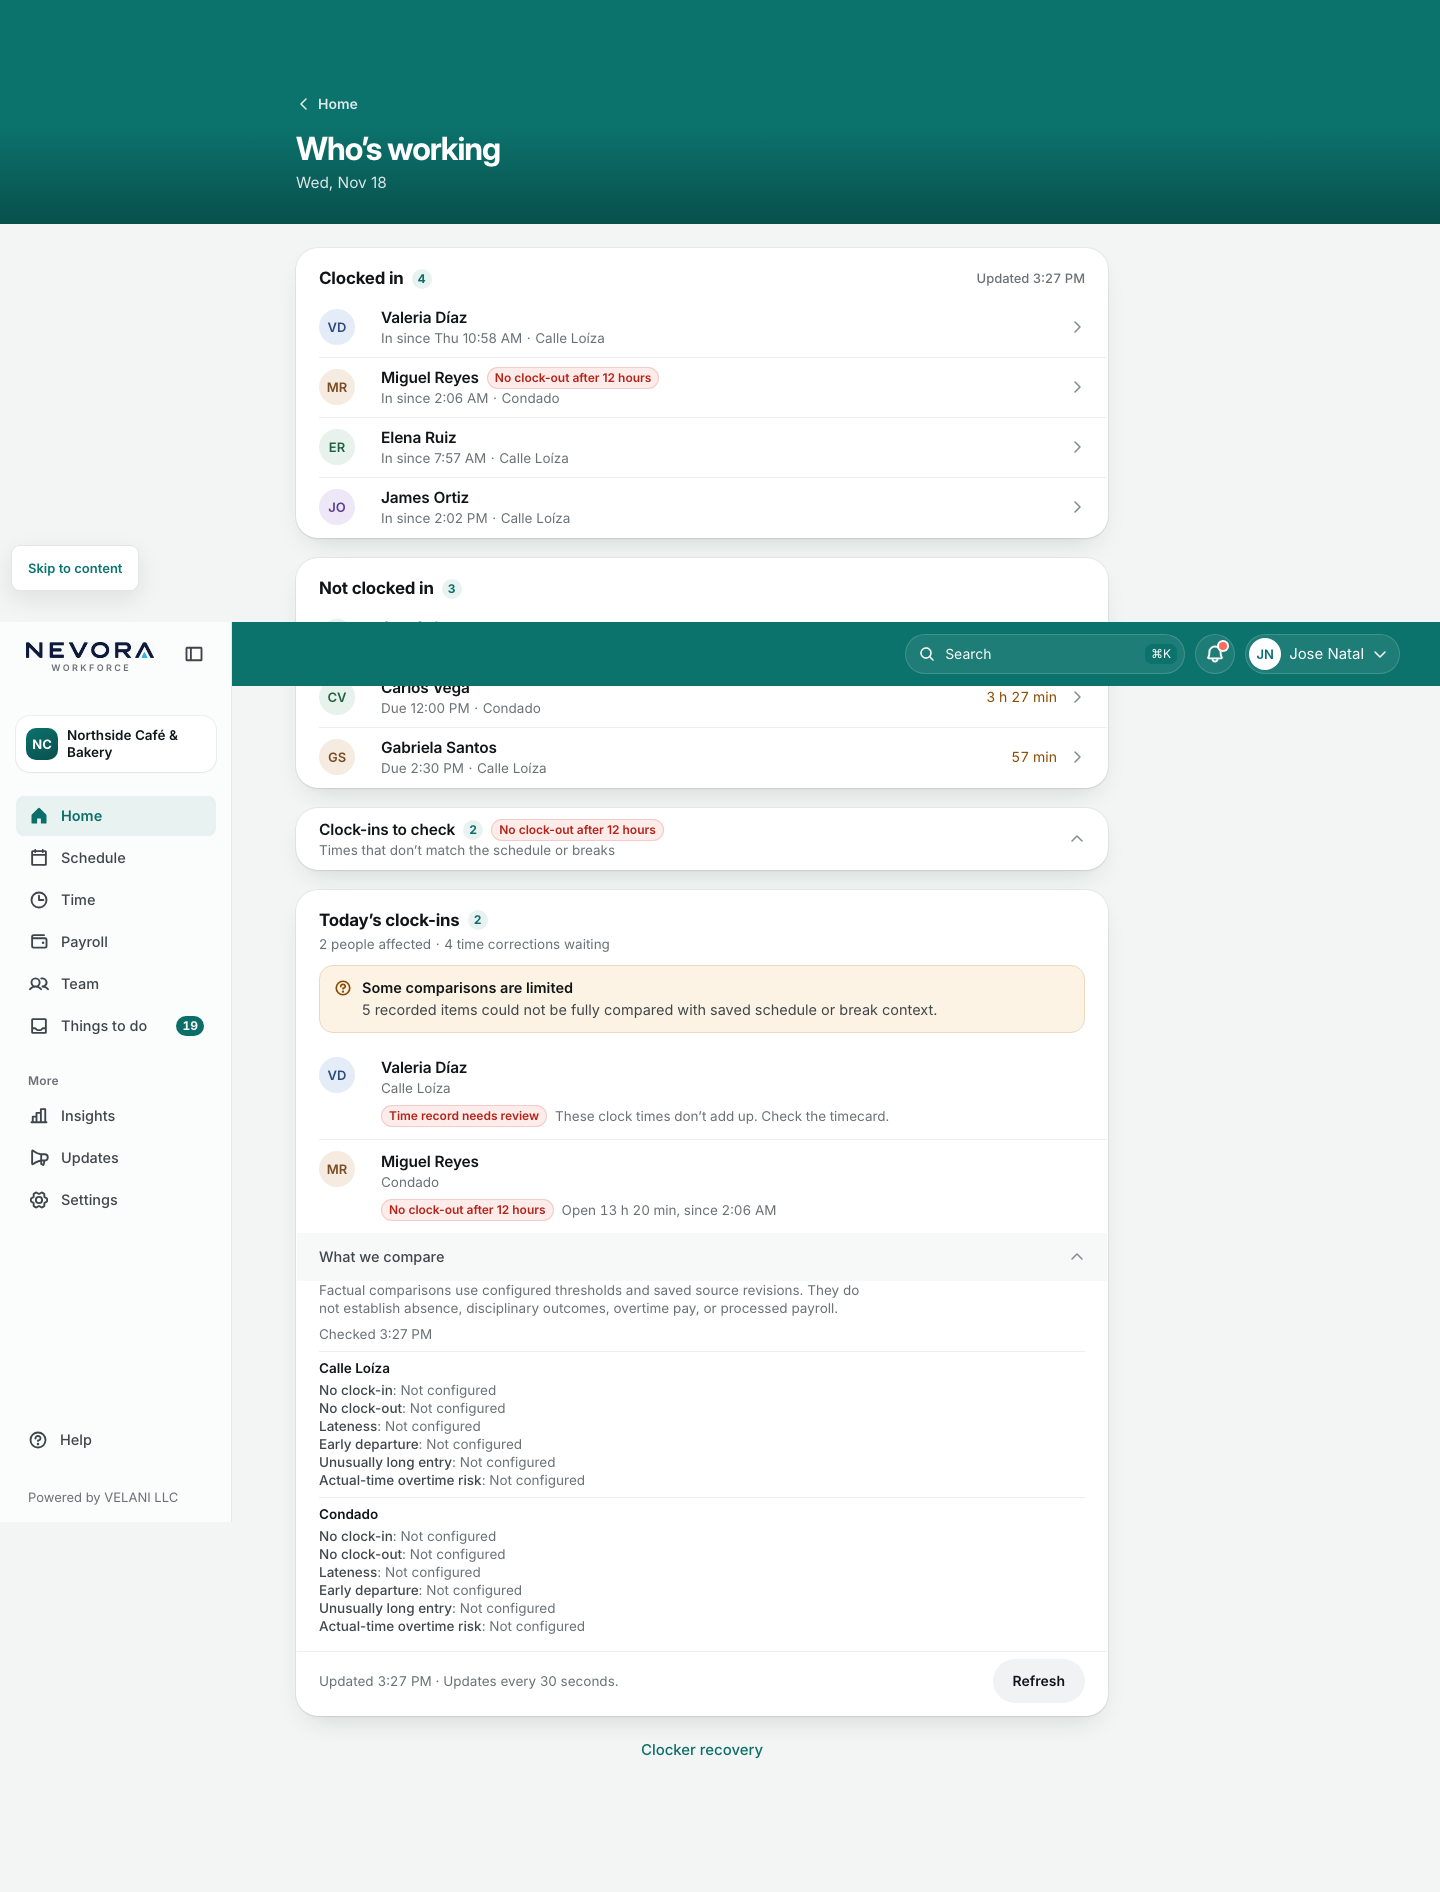 Home
Who’s working
Wed, Nov 18
Clocked in 4
Updated 3:27 PM
VD
Valeria Díaz
In since Thu 10:58 AM · Calle Loíza
MR
Miguel Reyes No clock-out after 12 hours
In since 2:06 AM · Condado
ER
Elena Ruiz
In since 7:57 AM · Calle Loíza
JO
James Ortiz
In since 2:02 PM · Calle Loíza
Skip to content
Not clocked in 3
NEVORA
WORKFORCE
Search
⌘K
JN
Jose Natal
CV
Carlos Vega
Due 12:00 PM · Condado
3 h 27 min
GS
Gabriela Santos
Due 2:30 PM · Calle Loíza
57 min
NC
Northside Café &
Bakery
Home
Schedule
Time
Payroll
Team
Things to do 19
More
Insights
Updates
Settings
Help
Powered by VELANI LLC
Clock-ins to check 2 No clock-out after 12 hours
Times that don’t match the schedule or breaks
Today’s clock-ins 2
2 people affected · 4 time corrections waiting
Some comparisons are limited
5 recorded items could not be fully compared with saved schedule or break context.
VD
Valeria Díaz
Calle Loíza
Time record needs review These clock times don’t add up. Check the timecard.
MR
Miguel Reyes
Condado
No clock-out after 12 hours Open 13 h 20 min, since 2:06 AM
What we compare
Factual comparisons use configured thresholds and saved source revisions. They do
not establish absence, disciplinary outcomes, overtime pay, or processed payroll.
Checked 3:27 PM
Calle Loíza
No clock-in: Not configured
No clock-out: Not configured
Lateness: Not configured
Early departure: Not configured
Unusually long entry: Not configured
Actual-time overtime risk: Not configured
Condado
No clock-in: Not configured
No clock-out: Not configured
Lateness: Not configured
Early departure: Not configured
Unusually long entry: Not configured
Actual-time overtime risk: Not configured
Updated 3:27 PM · Updates every 30 seconds.
Refresh
Clocker recovery